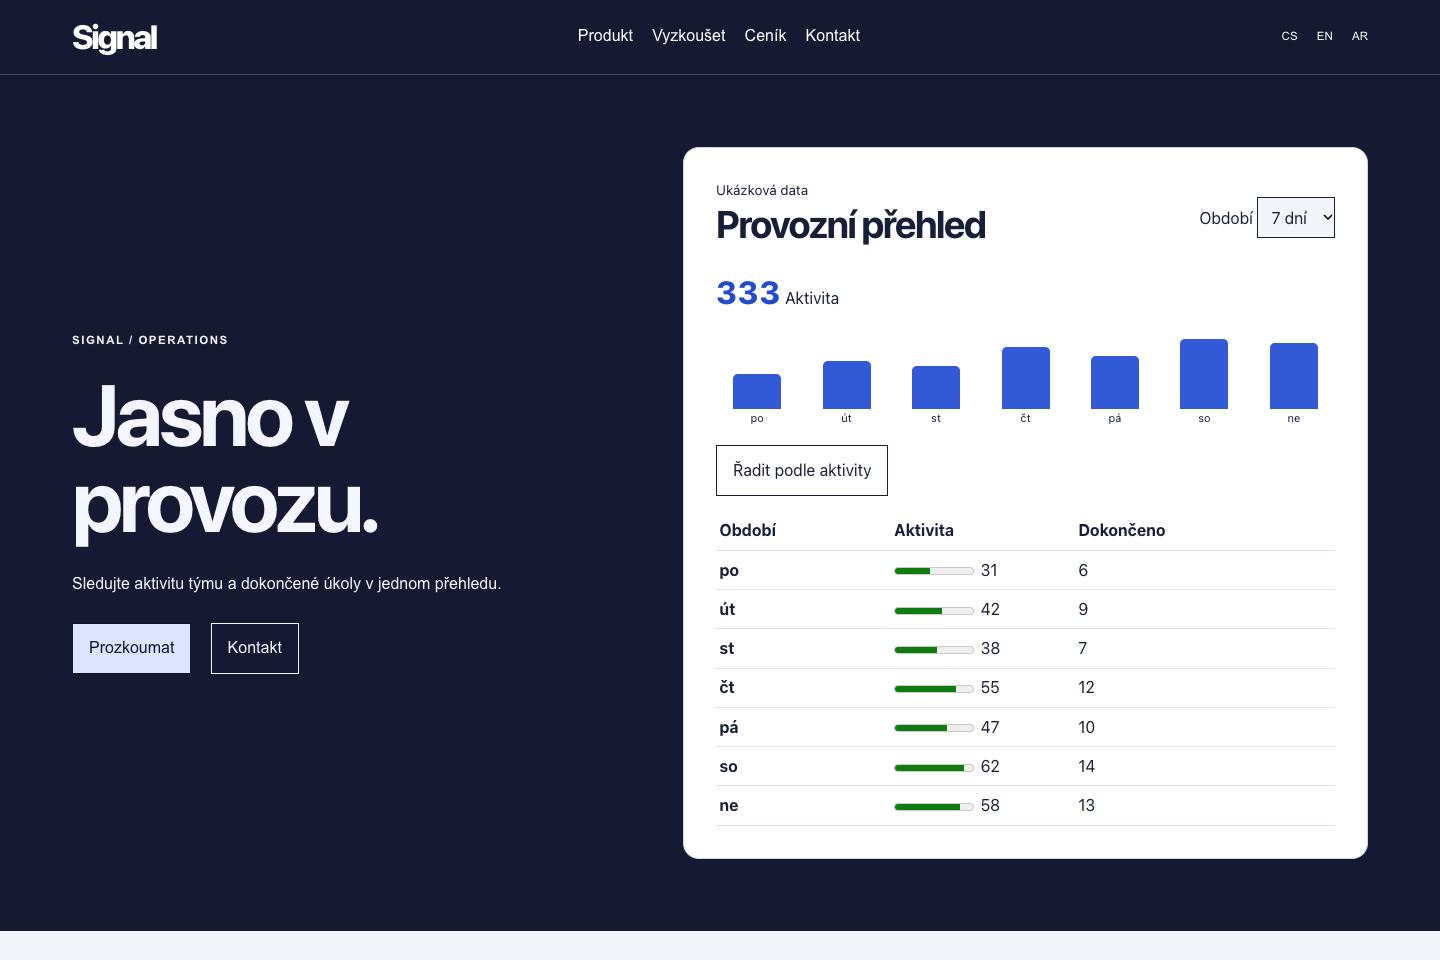 Signal
Produkt Vyzkoušet Ceník Kontakt
CS EN AR
SIGNAL / OPERATIONS
Jasno v
provozu.
Sledujte aktivitu týmu a dokončené úkoly v jednom přehledu.
Prozkoumat Kontakt
Ukázková data
Provozní přehled
Období 7 dní
333 Aktivita
po út st čt pá so ne
Řadit podle aktivity
Období Aktivita Dokončeno
po 31 6
út 42 9
st 38 7
čt 55 12
pá 47 10
so 62 14
ne 58 13